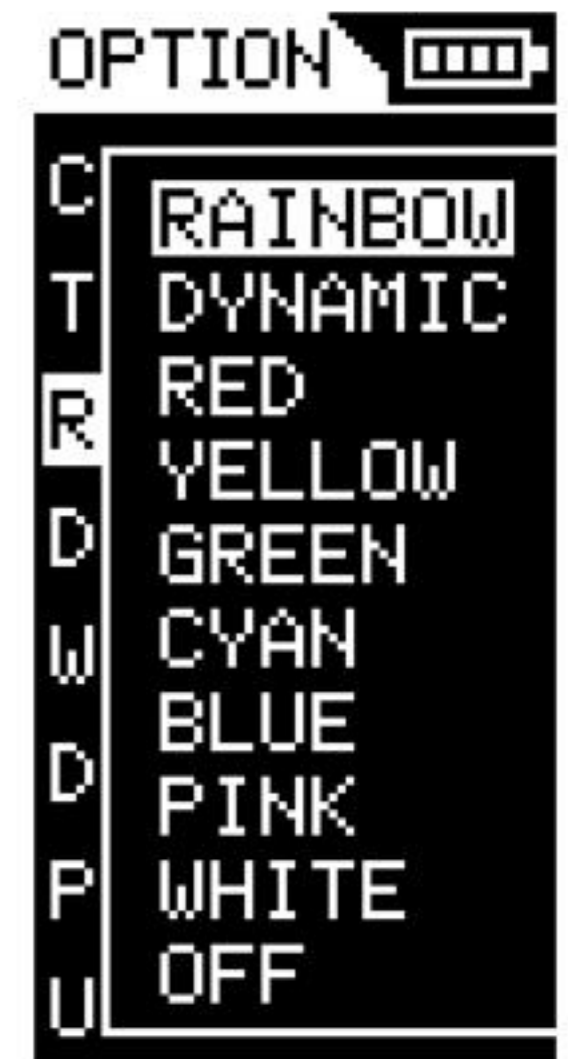 OPTION
C
T
R
D
W
D
P
U
RAINBOW
DYNAMIC
RED
YELLOW
GREEN
CYAN
BLUE
PINK
WHITE
OFF